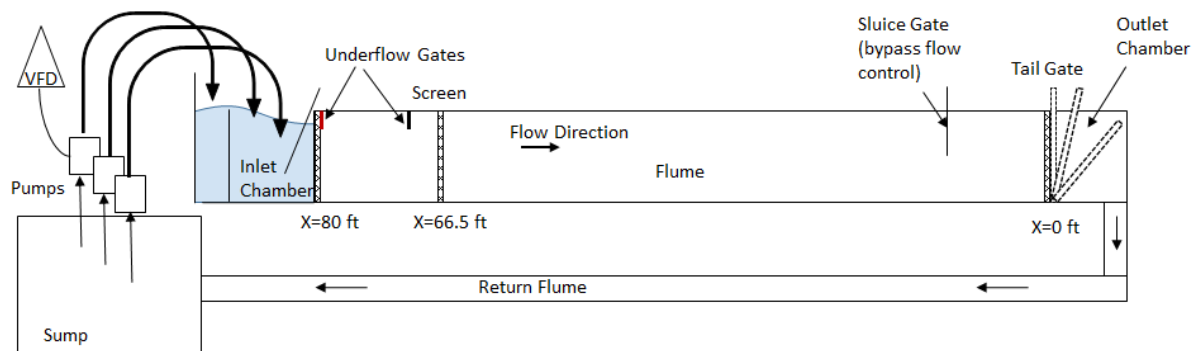 VFD
Pumps
Sump
Inlet
Chamber
Underflow Gates
Screen
Flow Direction
Flume
Sluice Gate
(bypass flow
control)
Tail Gate
Outlet
Chamber
X=80 ft
X=66.5 ft
X=0 ft
Return Flume